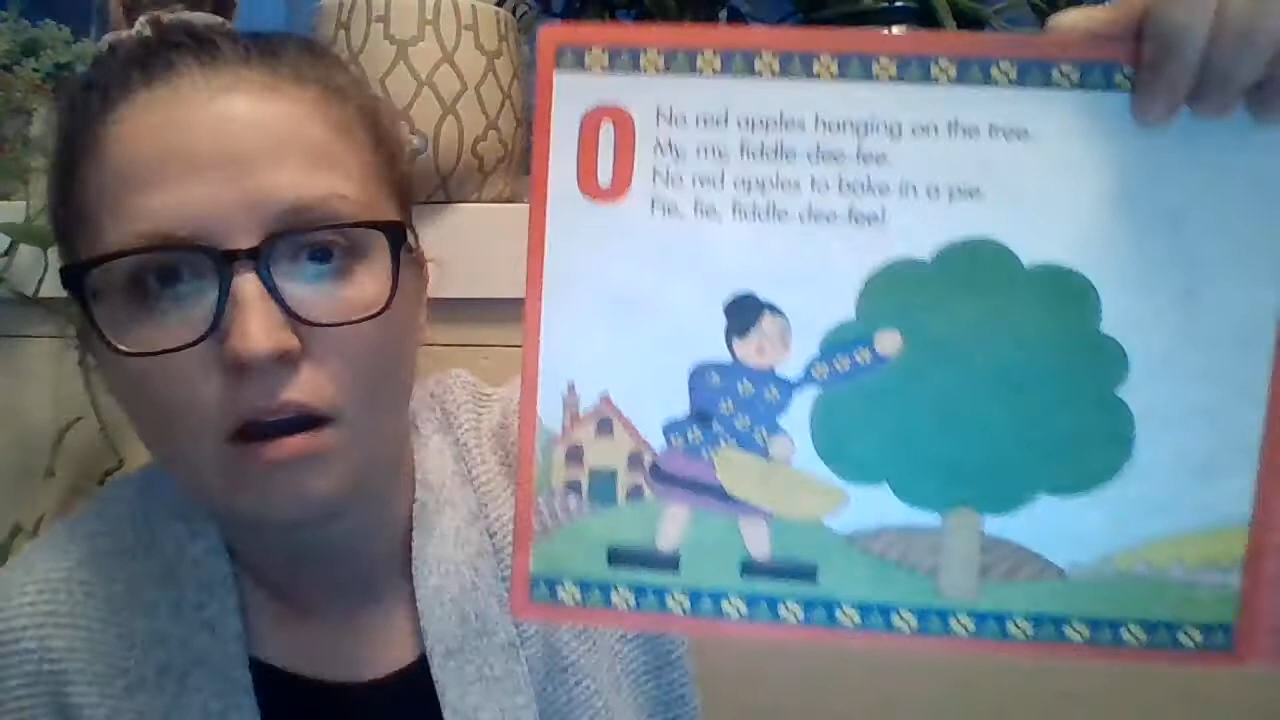 0
No red apples hanging on the tree.
My, my, fiddle-dee-fee.
No red apples to bake in a pie.
Fie, fie, fiddle-dee-fee!